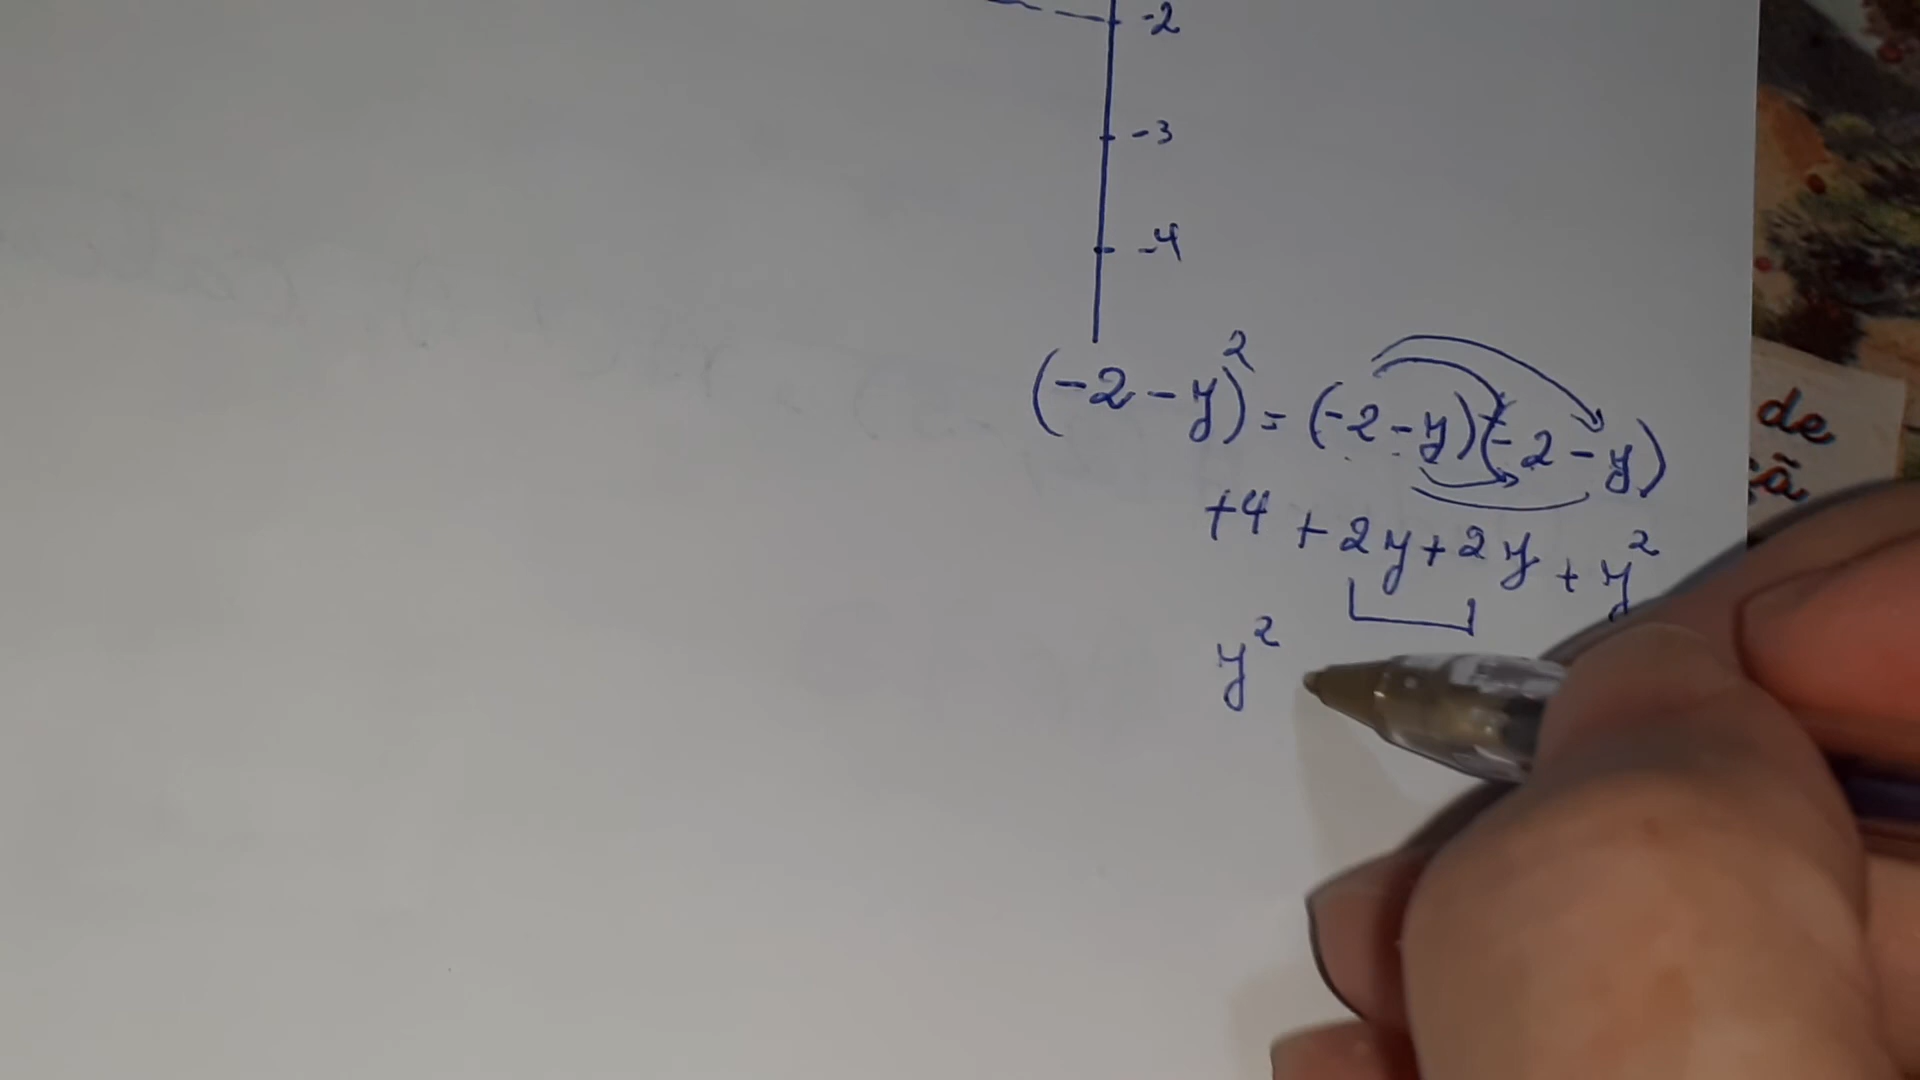 -2
-3
-4
(-2-y)² = (-2-y)(-2-y)
+4 + 2y + 2y + y²
y²
de